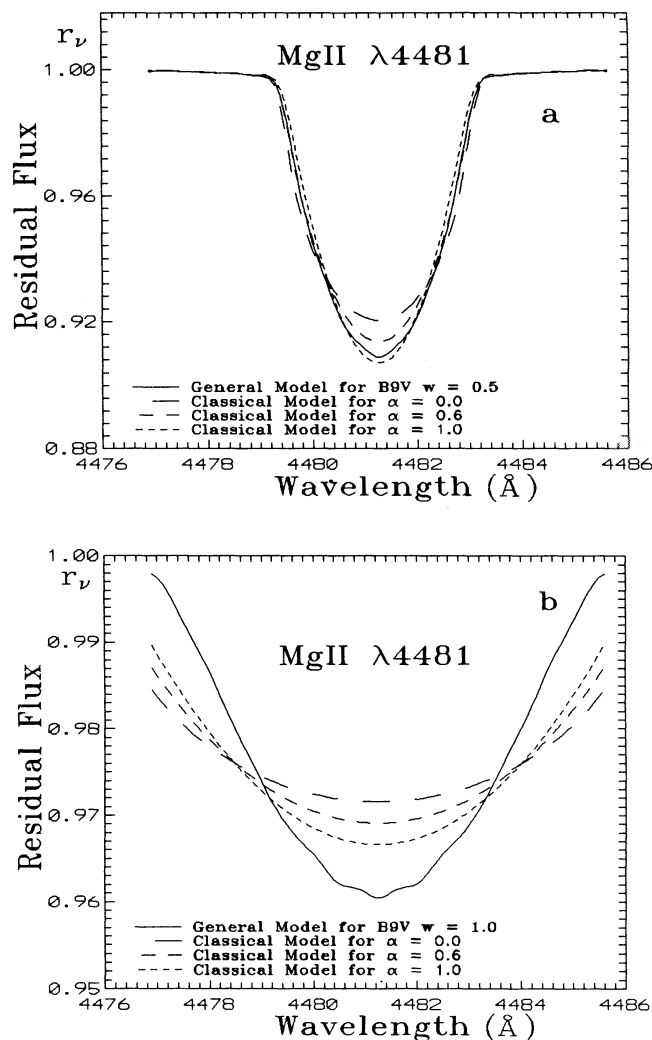 r_ν
MgII λ4481
a
1.00
0.96
0.92
0.88
Residual Flux
General Model for B9V w = 0.5
Classical Model for α = 0.0
Classical Model for α = 0.6
Classical Model for α = 1.0
4476 4478 4480 4482 4484 4486
Wavelength (Å)
1.00
r_ν
b
MgII λ4481
0.99
0.98
0.97
0.96
0.95
Residual Flux
General Model for B9V w = 1.0
Classical Model for α = 0.0
Classical Model for α = 0.6
Classical Model for α = 1.0
4476 4478 4480 4482 4484 4486
Wavelength (Å)